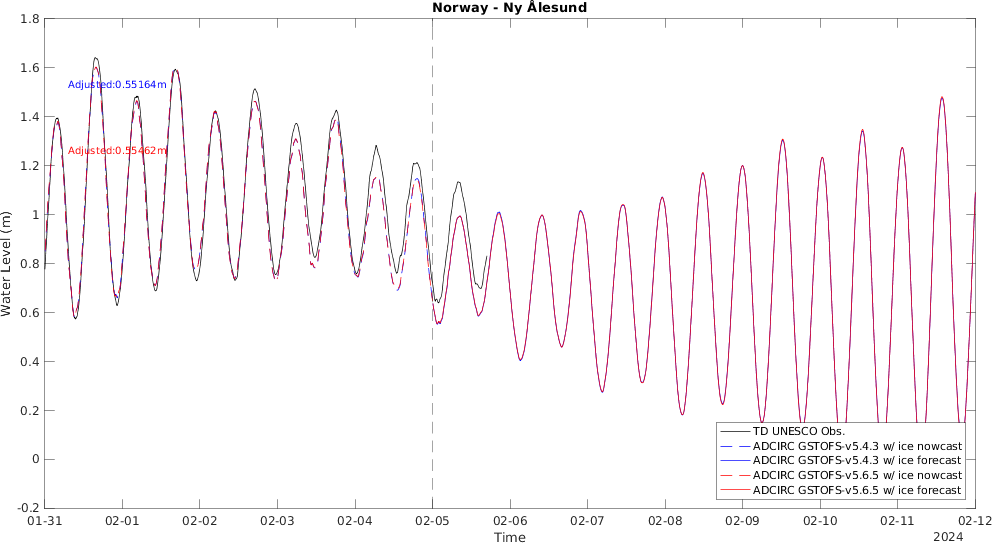 Norway - Ny Ålesund
1.8
1.6
1.4
1.2
1
0.8
0.6
0.4
0.2
0
-0.2
Water Level (m)
Adjusted:0.55164m
Adjusted:0.55462m
TD UNESCO Obs.
ADCIRC GSTOFS-v5.4.3 w/ ice nowcast
ADCIRC GSTOFS-v5.4.3 w/ ice forecast
ADCIRC GSTOFS-v5.6.5 w/ ice nowcast
ADCIRC GSTOFS-v5.6.5 w/ ice forecast
01-31 02-01 02-02 02-03 02-04 02-05 02-06 02-07 02-08 02-09 02-10 02-11 02-12
Time
2024